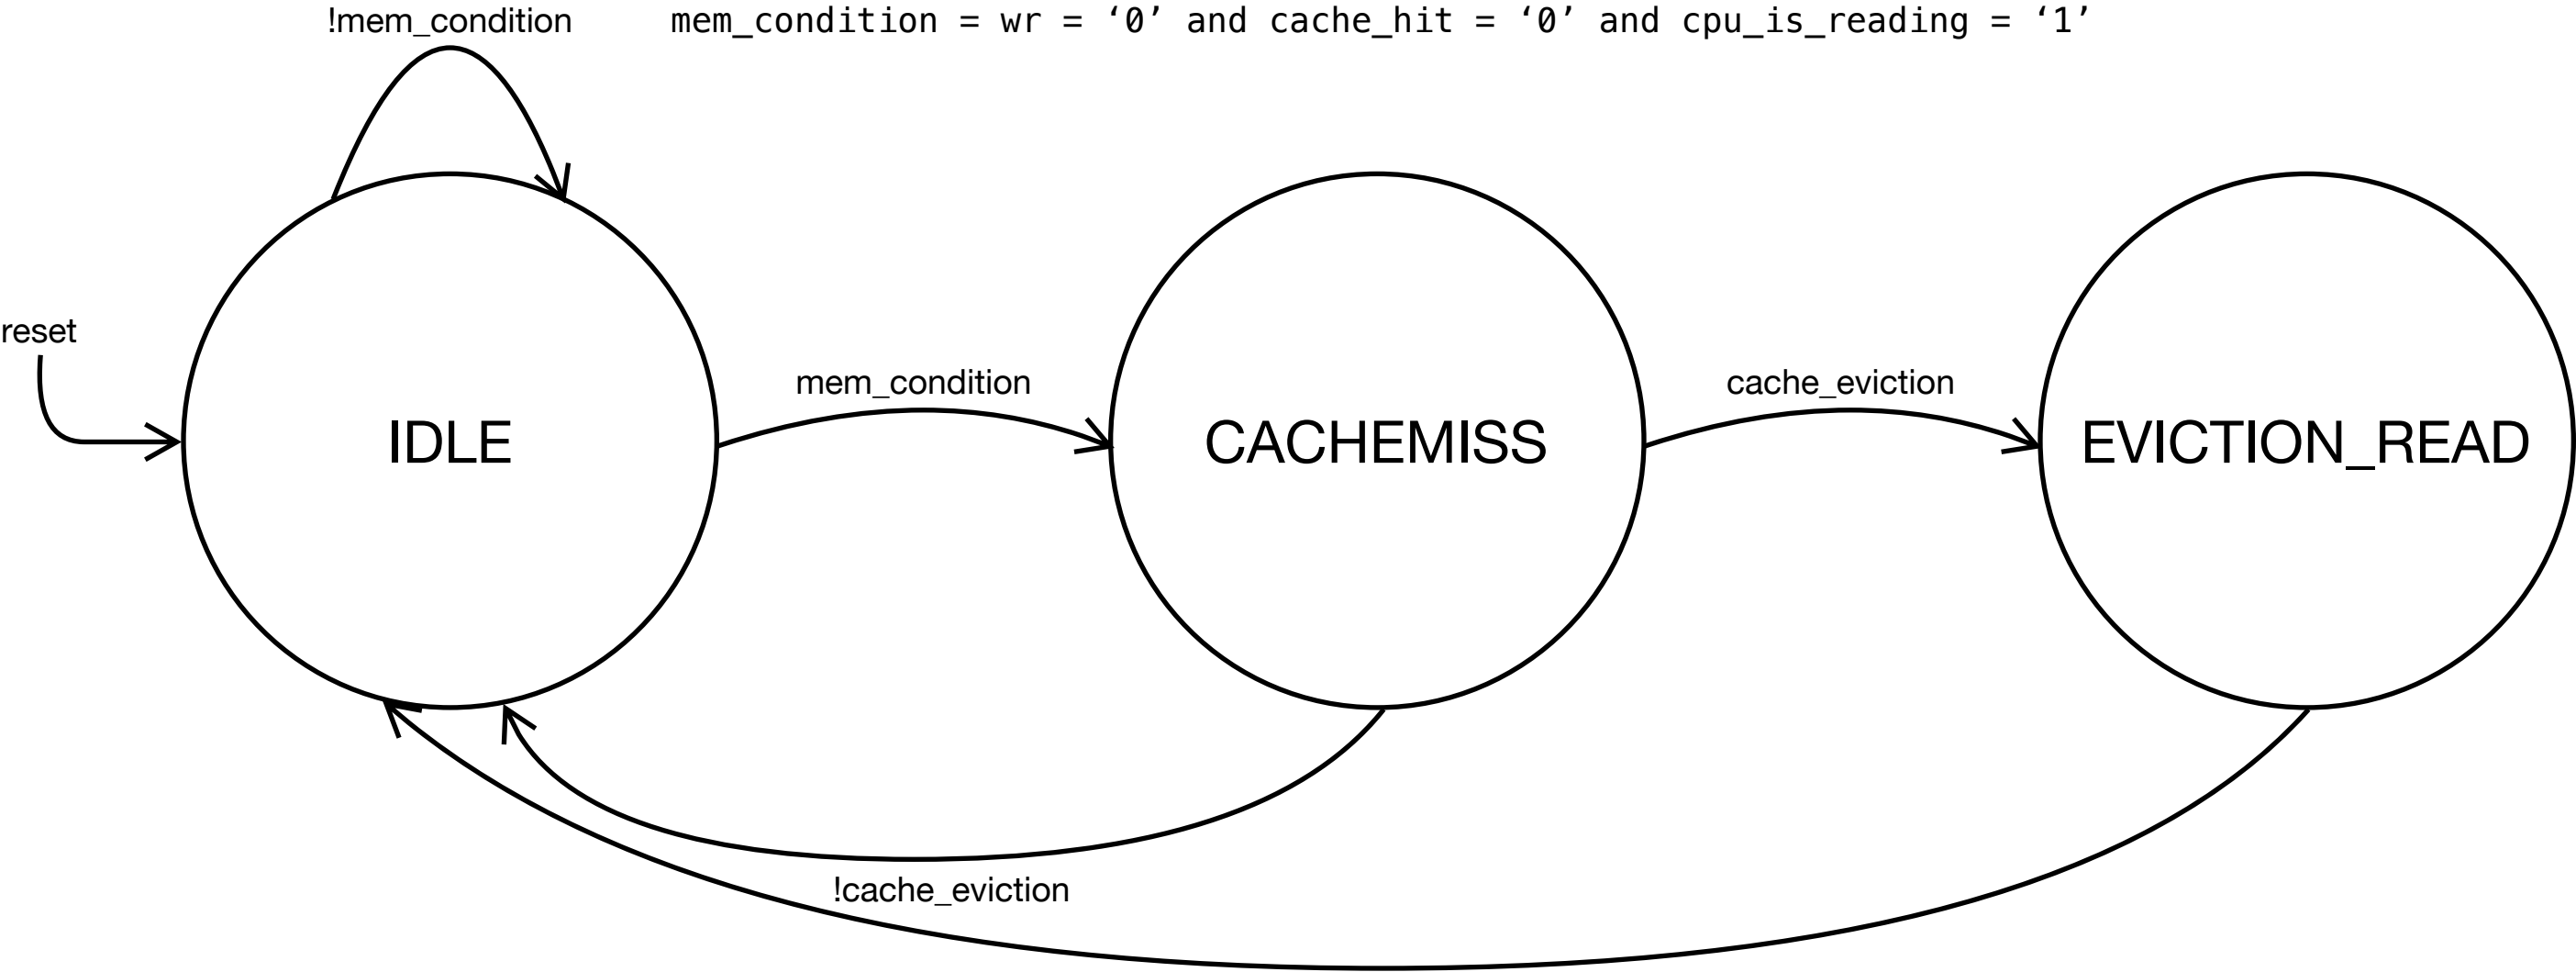 !mem_condition
mem_condition = wr = ‘0’ and cache_hit = ‘0’ and cpu_is_reading = ‘1’
reset
mem_condition
cache_eviction
IDLE
CACHEMISS
EVICTION_READ
!cache_eviction